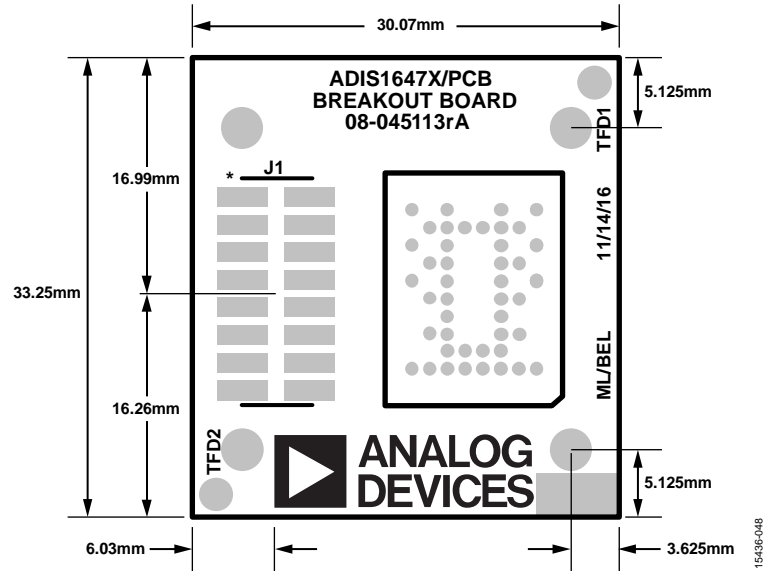 30.07mm
ADIS1647X/PCB
BREAKOUT BOARD
08-045113rA
5.125mm
TFD1
16.99mm
* J1
11/14/16
33.25mm
16.26mm
ML/BEL
TFD2
ANALOG
DEVICES
5.125mm
6.03mm
3.625mm
15436-048